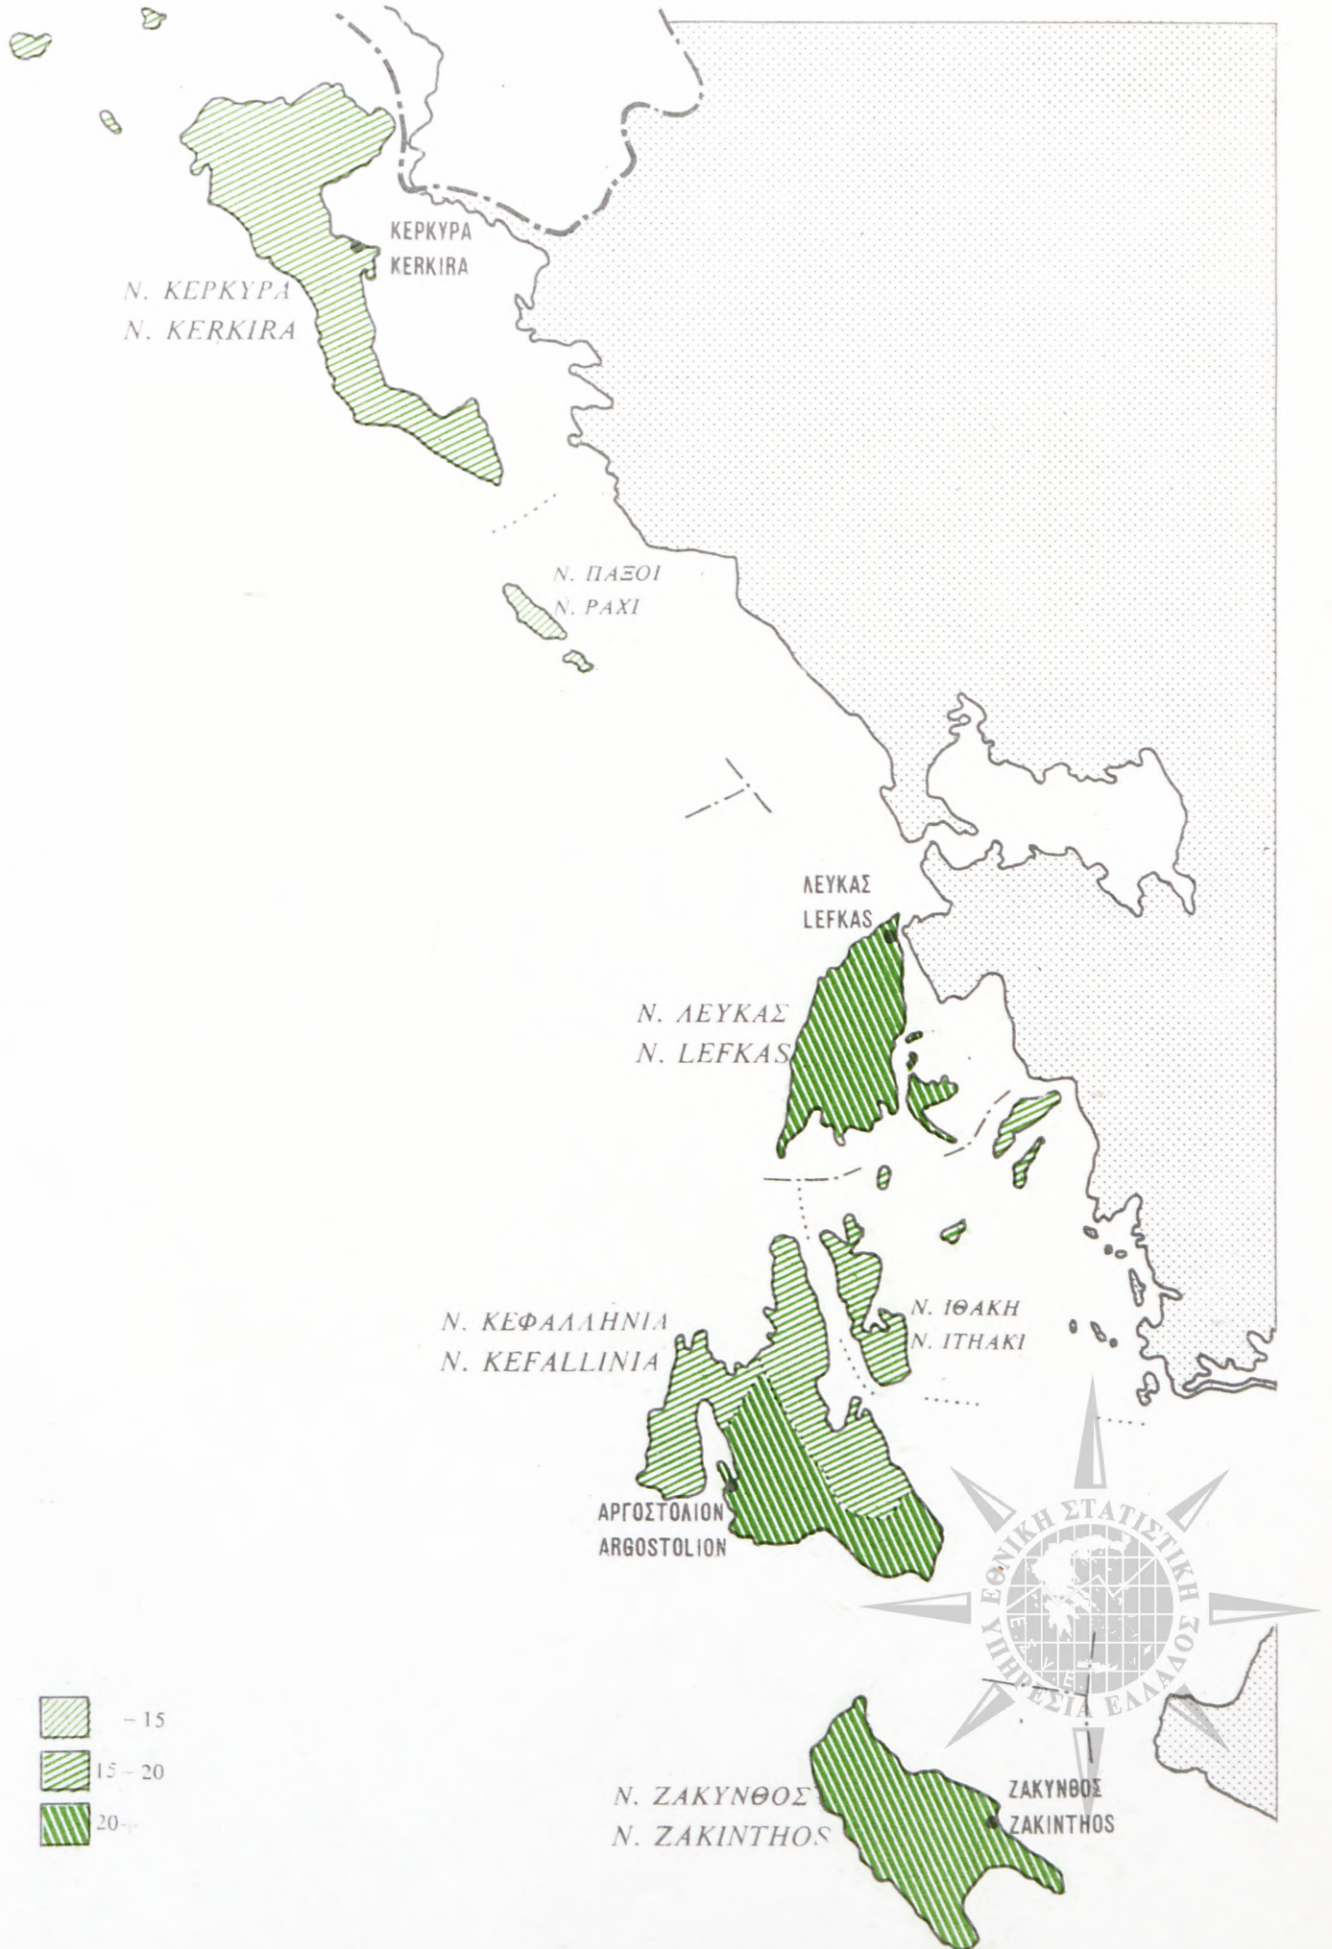 ΚΕΡΚΥΡΑ
KERKIRA
Ν. ΚΕΡΚΥΡΑ
N. KERKIRA
Ν. ΠΑΞΟΙ
N. PAXI
ΛΕΥΚΑΣ
LEFKAS
Ν. ΛΕΥΚΑΣ
N. LEFKAS
Ν. ΙΘΑΚΗ
N. ITHAKI
Ν. ΚΕΦΑΛΛΗΝΙΑ
N. KEFALLINIA
ΑΡΓΟΣΤΟΛΙΟΝ
ARGOSTOLION
ΕΘΝΙΚΗ ΣΤΑΤΙΣΤΙΚΗ
ΥΠΗΡΕΣΙΑ ΕΛΛΑΔΟΣ
Ε.Σ.Υ.Ε.
– 15
15 – 20
20 –
Ν. ΖΑΚΥΝΘΟΣ
N. ZAKINTHOS
ΖΑΚΥΝΘΟΣ
ZAKINTHOS